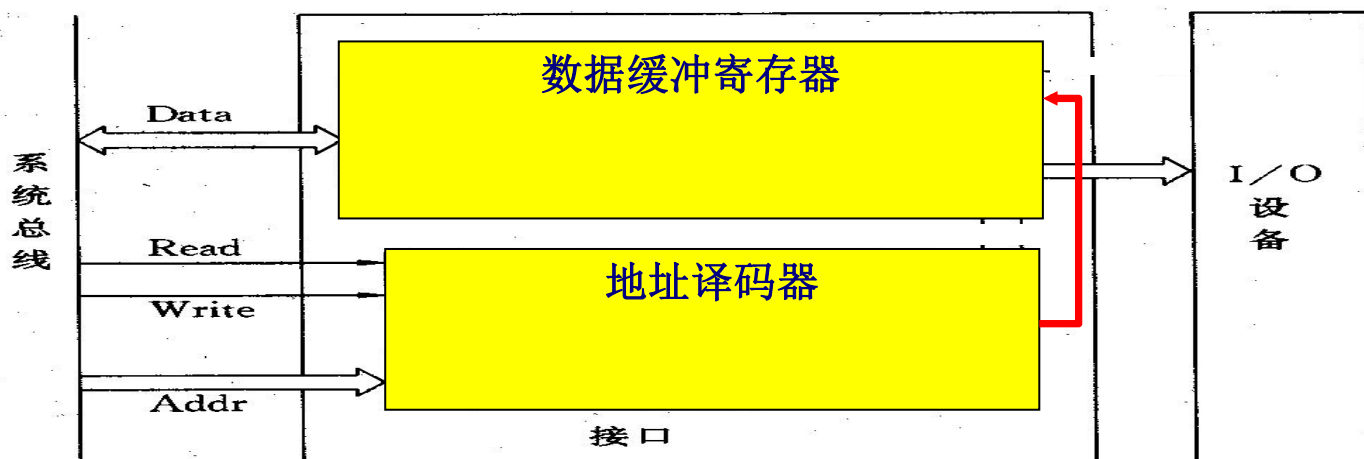 数据缓冲寄存器
Data
系统总线
I/O
设备
Read
地址译码器
Write
Addr
接口